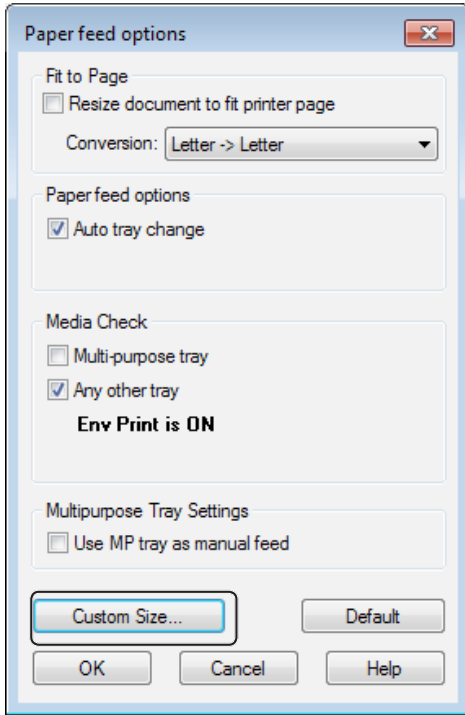 Paper feed options
Fit to Page
Resize document to fit printer page
Conversion: Letter -> Letter
Paper feed options
Auto tray change
Media Check
Multi-purpose tray
Any other tray
Env Print is ON
Multipurpose Tray Settings
Use MP tray as manual feed
Custom Size... Default
OK Cancel Help